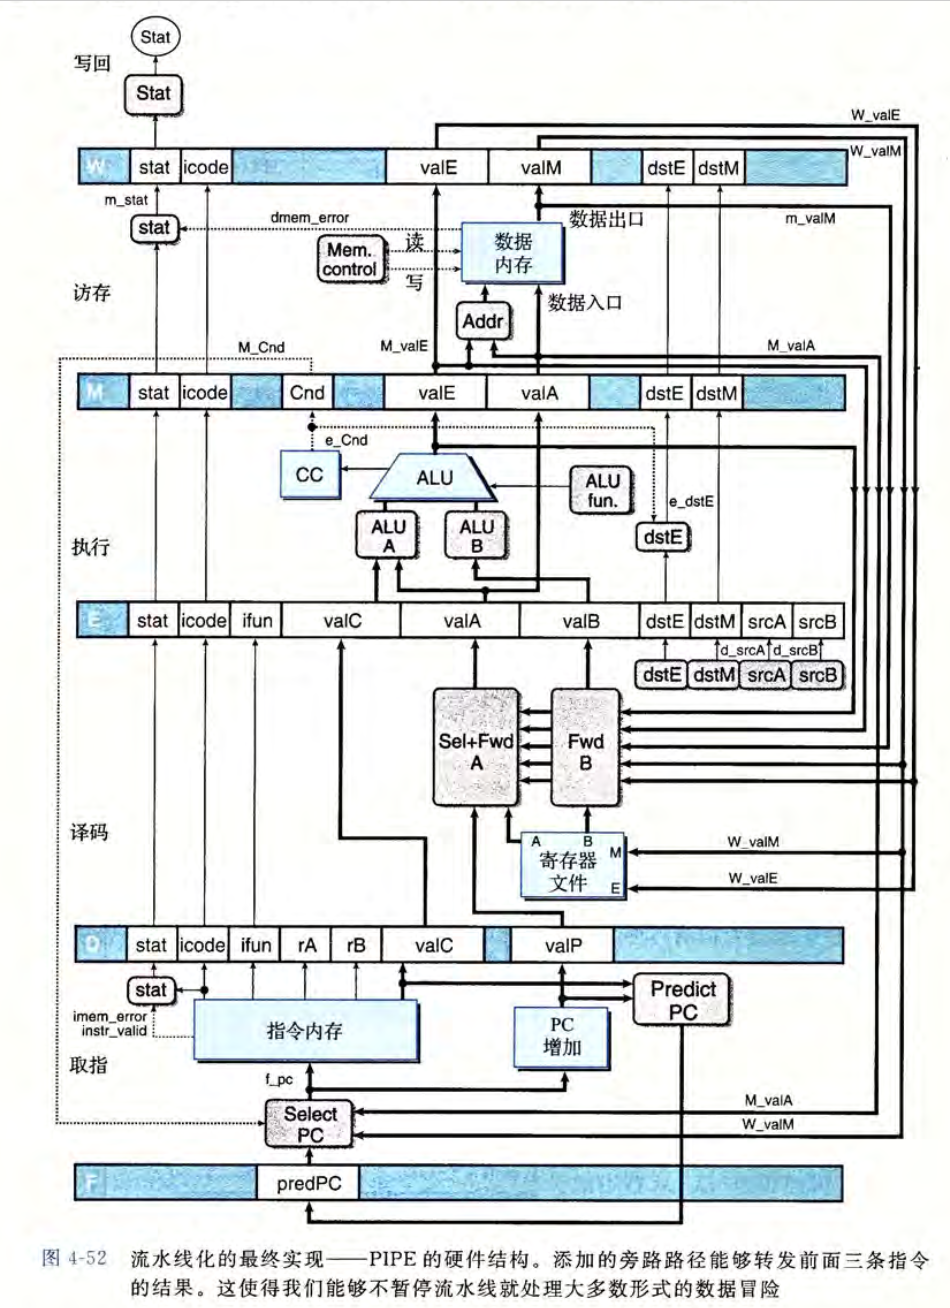 Stat
写回
Stat
W_valE
W stat icode valE valM dstE dstM
W_valM
m_stat
stat
dmem_error
数据出口
m_valM
Mem. control
读
写
数据 内存
访存
数据入口
Addr
M_Cnd
M_valE
M_valA
M stat icode Cnd valE valA dstE dstM
e_Cnd
CC
ALU
ALU fun.
e_dstE
ALU A
ALU B
dstE
执行
E stat icode ifun valC valA valB dstE dstM srcA srcB
d_srcA d_srcB
dstE dstM srcA srcB
Sel+Fwd A
Fwd B
译码
A B
寄存器 文件
M
E
W_valM
W_valE
D stat icode ifun rA rB valC valP
stat
imem_error
instr_valid
指令内存
PC 增加
Predict PC
取指
f_pc
Select PC
M_valA
W_valM
F predPC
图 4-52 流水线化的最终实现——PIPE 的硬件结构。添加的旁路路径能够转发前面三条指令
的结果。这使得我们能够不暂停流水线就处理大多数形式的数据冒险